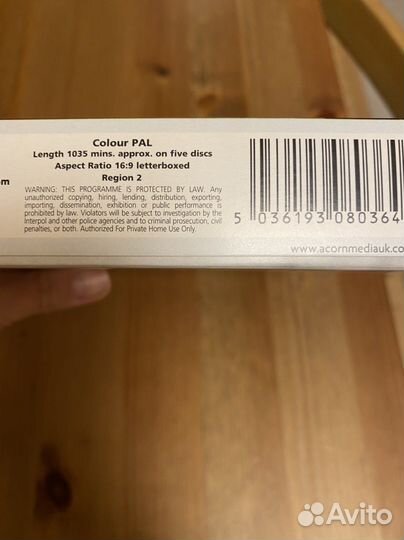 Colour PAL
Length 1035 mins. approx. on five discs
Aspect Ratio 16:9 letterboxed
Region 2
om
WARNING: THIS PROGRAMME IS PROTECTED BY LAW. Any
unauthorized copying, hiring, lending, distribution, exporting,
importing, dissemination, exhibition or public performance is
prohibited by law. Violators will be subject to investigation by the
Interpol and other police agencies and to criminal prosecution, civil
penalties, or both. Authorized For Private Home Use Only.
5 036193 080364
www.acornmediauk.co
Avito